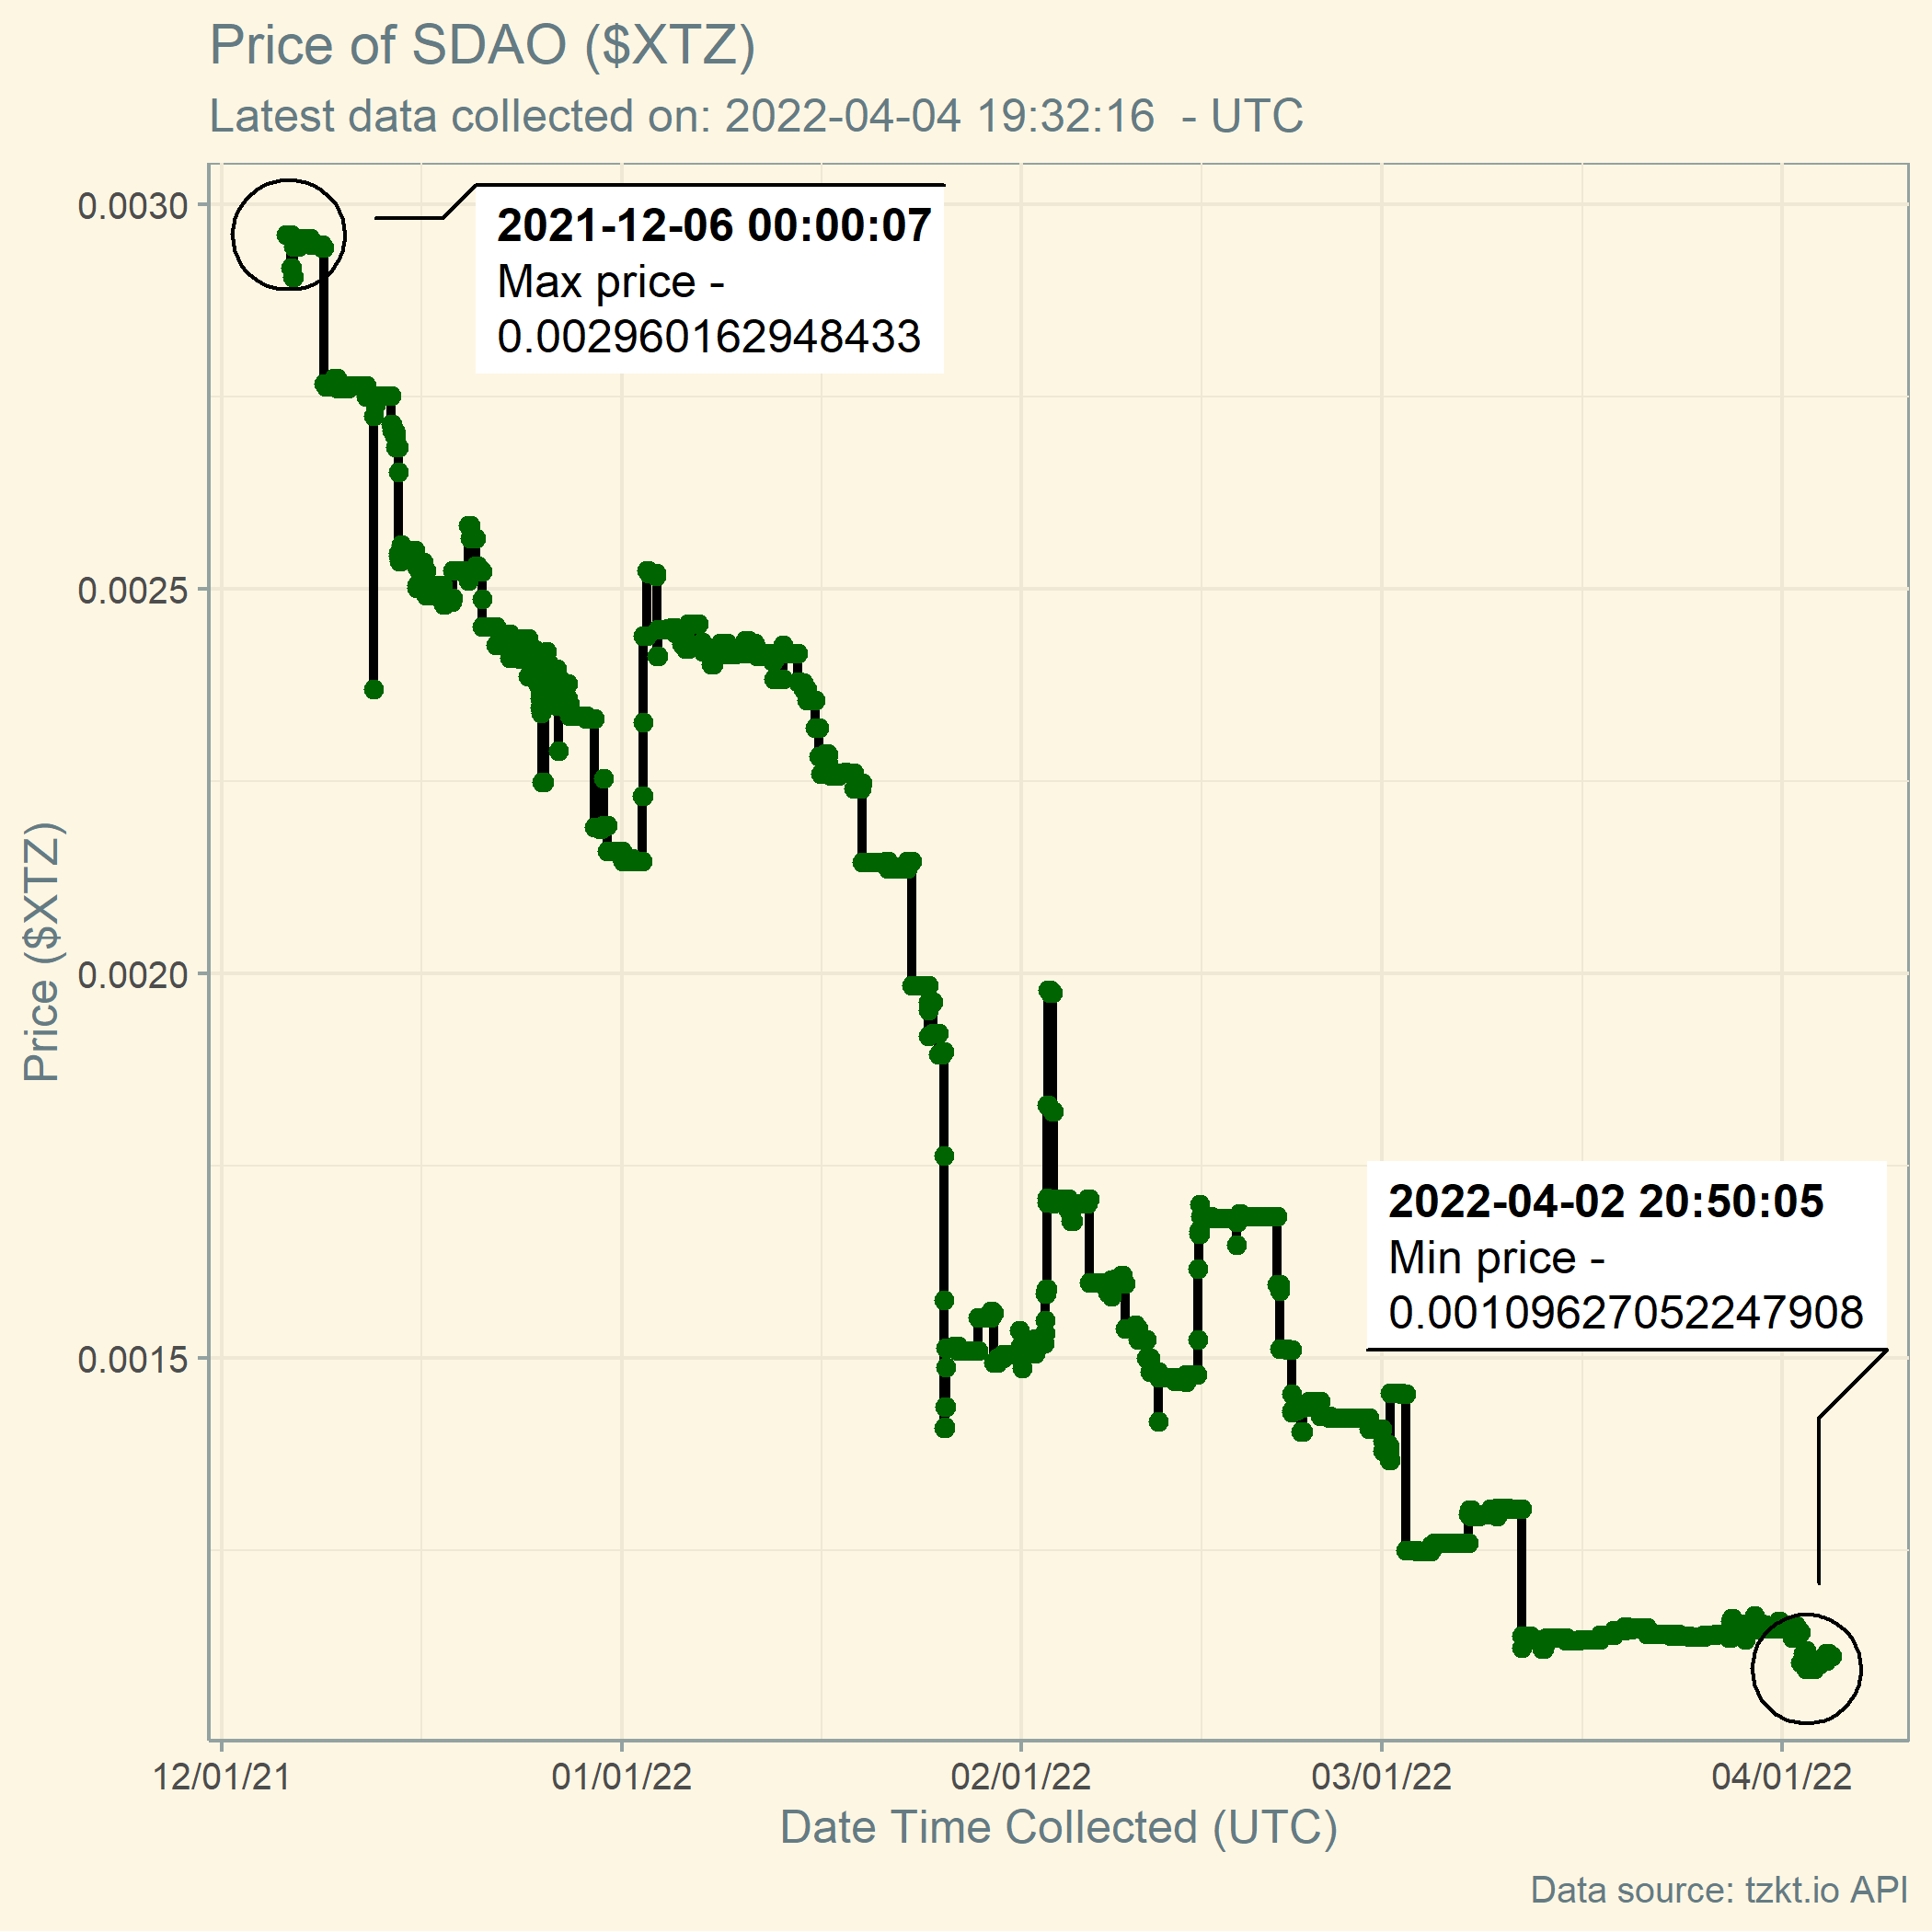 Price of SDAO ($XTZ)
Latest data collected on: 2022-04-04 19:32:16  - UTC
2021-12-06 00:00:07
Max price -
0.0029601629484​33
2022-04-02 20:50:05
Min price -
0.00109627052247908
Price ($XTZ)
0.0030
0.0025
0.0020
0.0015
12/01/21
01/01/22
02/01/22
03/01/22
04/01/22
Date Time Collected (UTC)
Data source: tzkt.io API